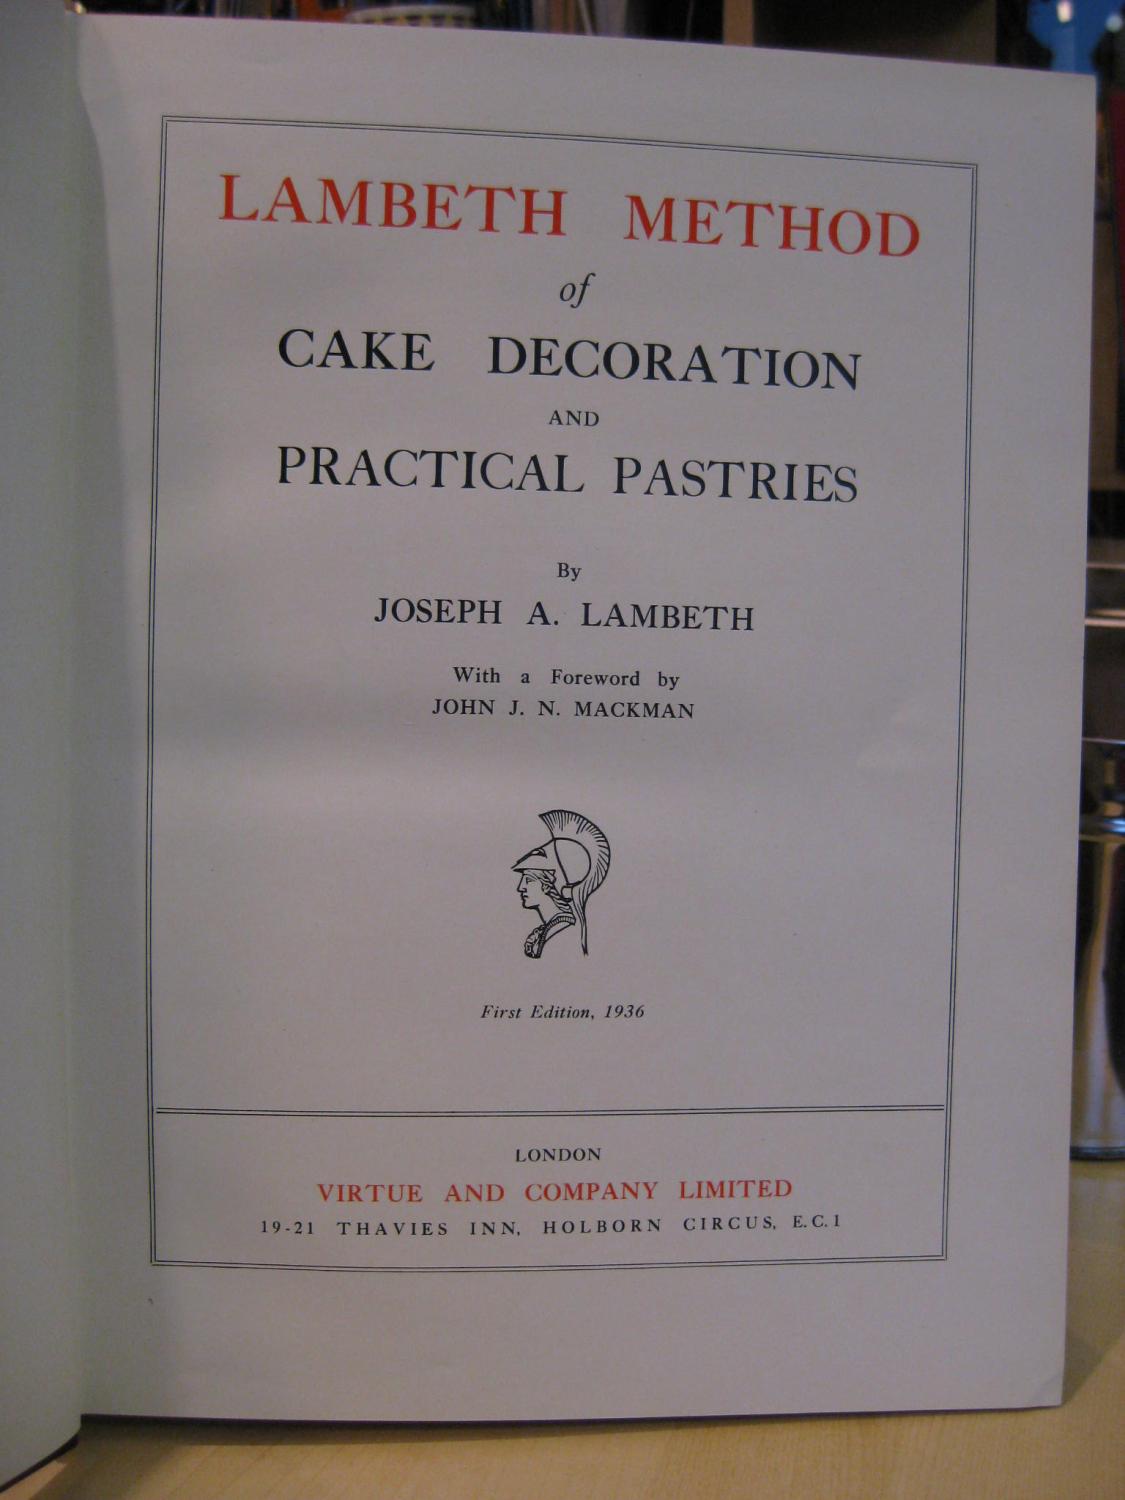 LAMBETH METHOD
of
CAKE DECORATION
AND
PRACTICAL PASTRIES
By
JOSEPH A. LAMBETH
With a Foreword by
JOHN J. N. MACKMAN
First Edition, 1936
LONDON
VIRTUE AND COMPANY LIMITED
19-21 THAVIES INN, HOLBORN CIRCUS, E.C.1